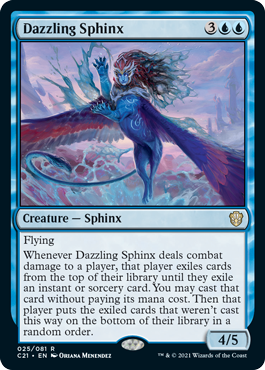 Dazzling Sphinx 3
Creature — Sphinx
Flying
Whenever Dazzling Sphinx deals combat
damage to a player, that player exiles cards
from the top of their library until they exile
an instant or sorcery card. You may cast that
card without paying its mana cost. Then that
player puts the exiled cards that weren't cast
this way on the bottom of their library in a
random order.
4/5
025/081 R
C21 • EN ORIANA MENENDEZ
™ & © 2021 Wizards of the Coast